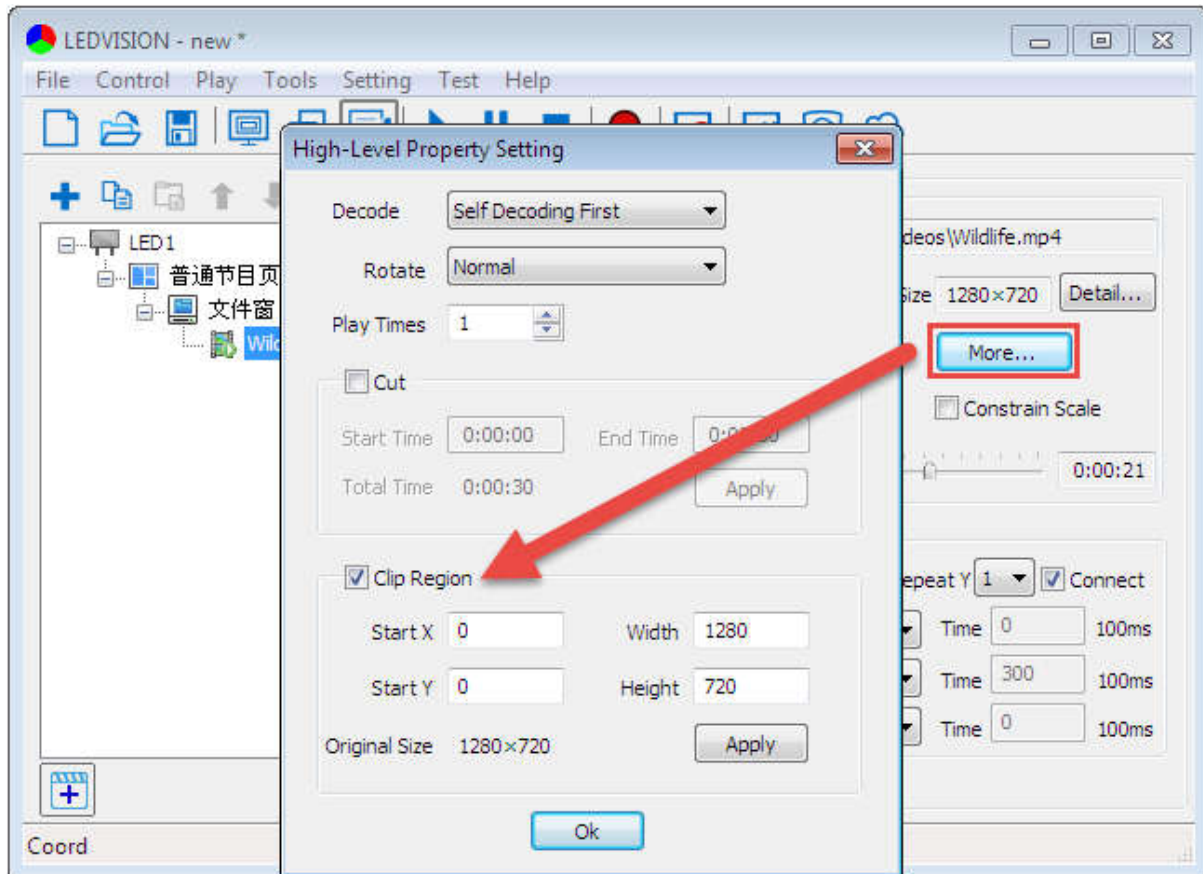 LEDVISION - new *
File Control Play Tools Setting Test Help
High-Level Property Setting
Decode Self Decoding First
Rotate Normal
Play Times 1
Cut
Start Time 0:00:00 End Time
Total Time 0:00:30 Apply
Clip Region
Start X 0 Width 1280
Start Y 0 Height 720
Original Size 1280×720 Apply
Ok
LED1
普通节目页
文件窗
Wild
deos\Wildlife.mp4
Size 1280×720 Detail...
More...
Constrain Scale
0:00:21
epeat Y 1 Connect
Time 0 100ms
Time 300 100ms
Time 0 100ms
Coord